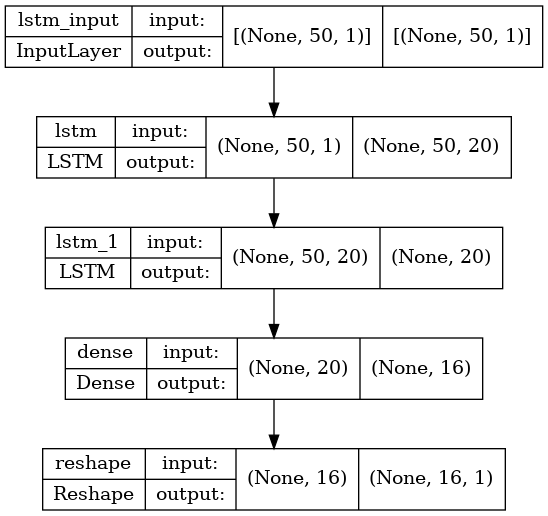 lstm_input input: [(None, 50, 1)] [(None, 50, 1)]
InputLayer output:
lstm input: (None, 50, 1) (None, 50, 20)
LSTM output:
lstm_1 input: (None, 50, 20) (None, 20)
LSTM output:
dense input: (None, 20) (None, 16)
Dense output:
reshape input: (None, 16) (None, 16, 1)
Reshape output: